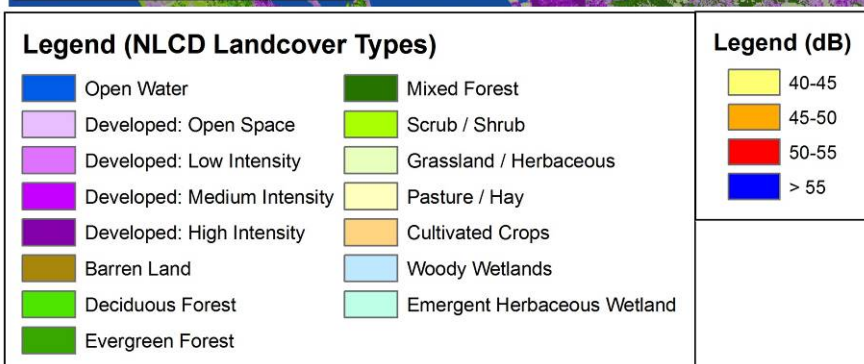 Legend (NLCD Landcover Types)
Open Water
Developed: Open Space
Developed: Low Intensity
Developed: Medium Intensity
Developed: High Intensity
Barren Land
Deciduous Forest
Evergreen Forest
Mixed Forest
Scrub / Shrub
Grassland / Herbaceous
Pasture / Hay
Cultivated Crops
Woody Wetlands
Emergent Herbaceous Wetland
Legend (dB)
40-45
45-50
50-55
> 55